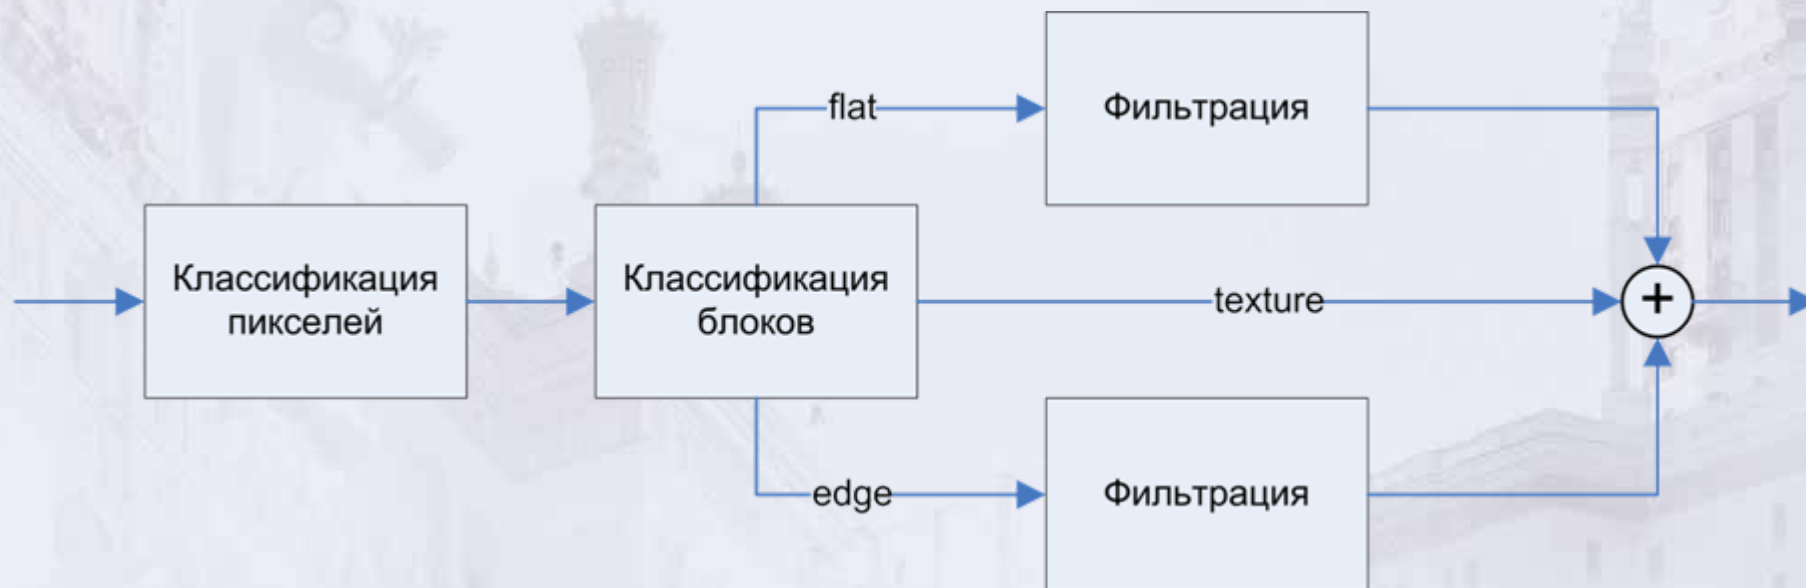 flat
Фильтрация
Классификация
пикселей
Классификация
блоков
texture
+
edge
Фильтрация